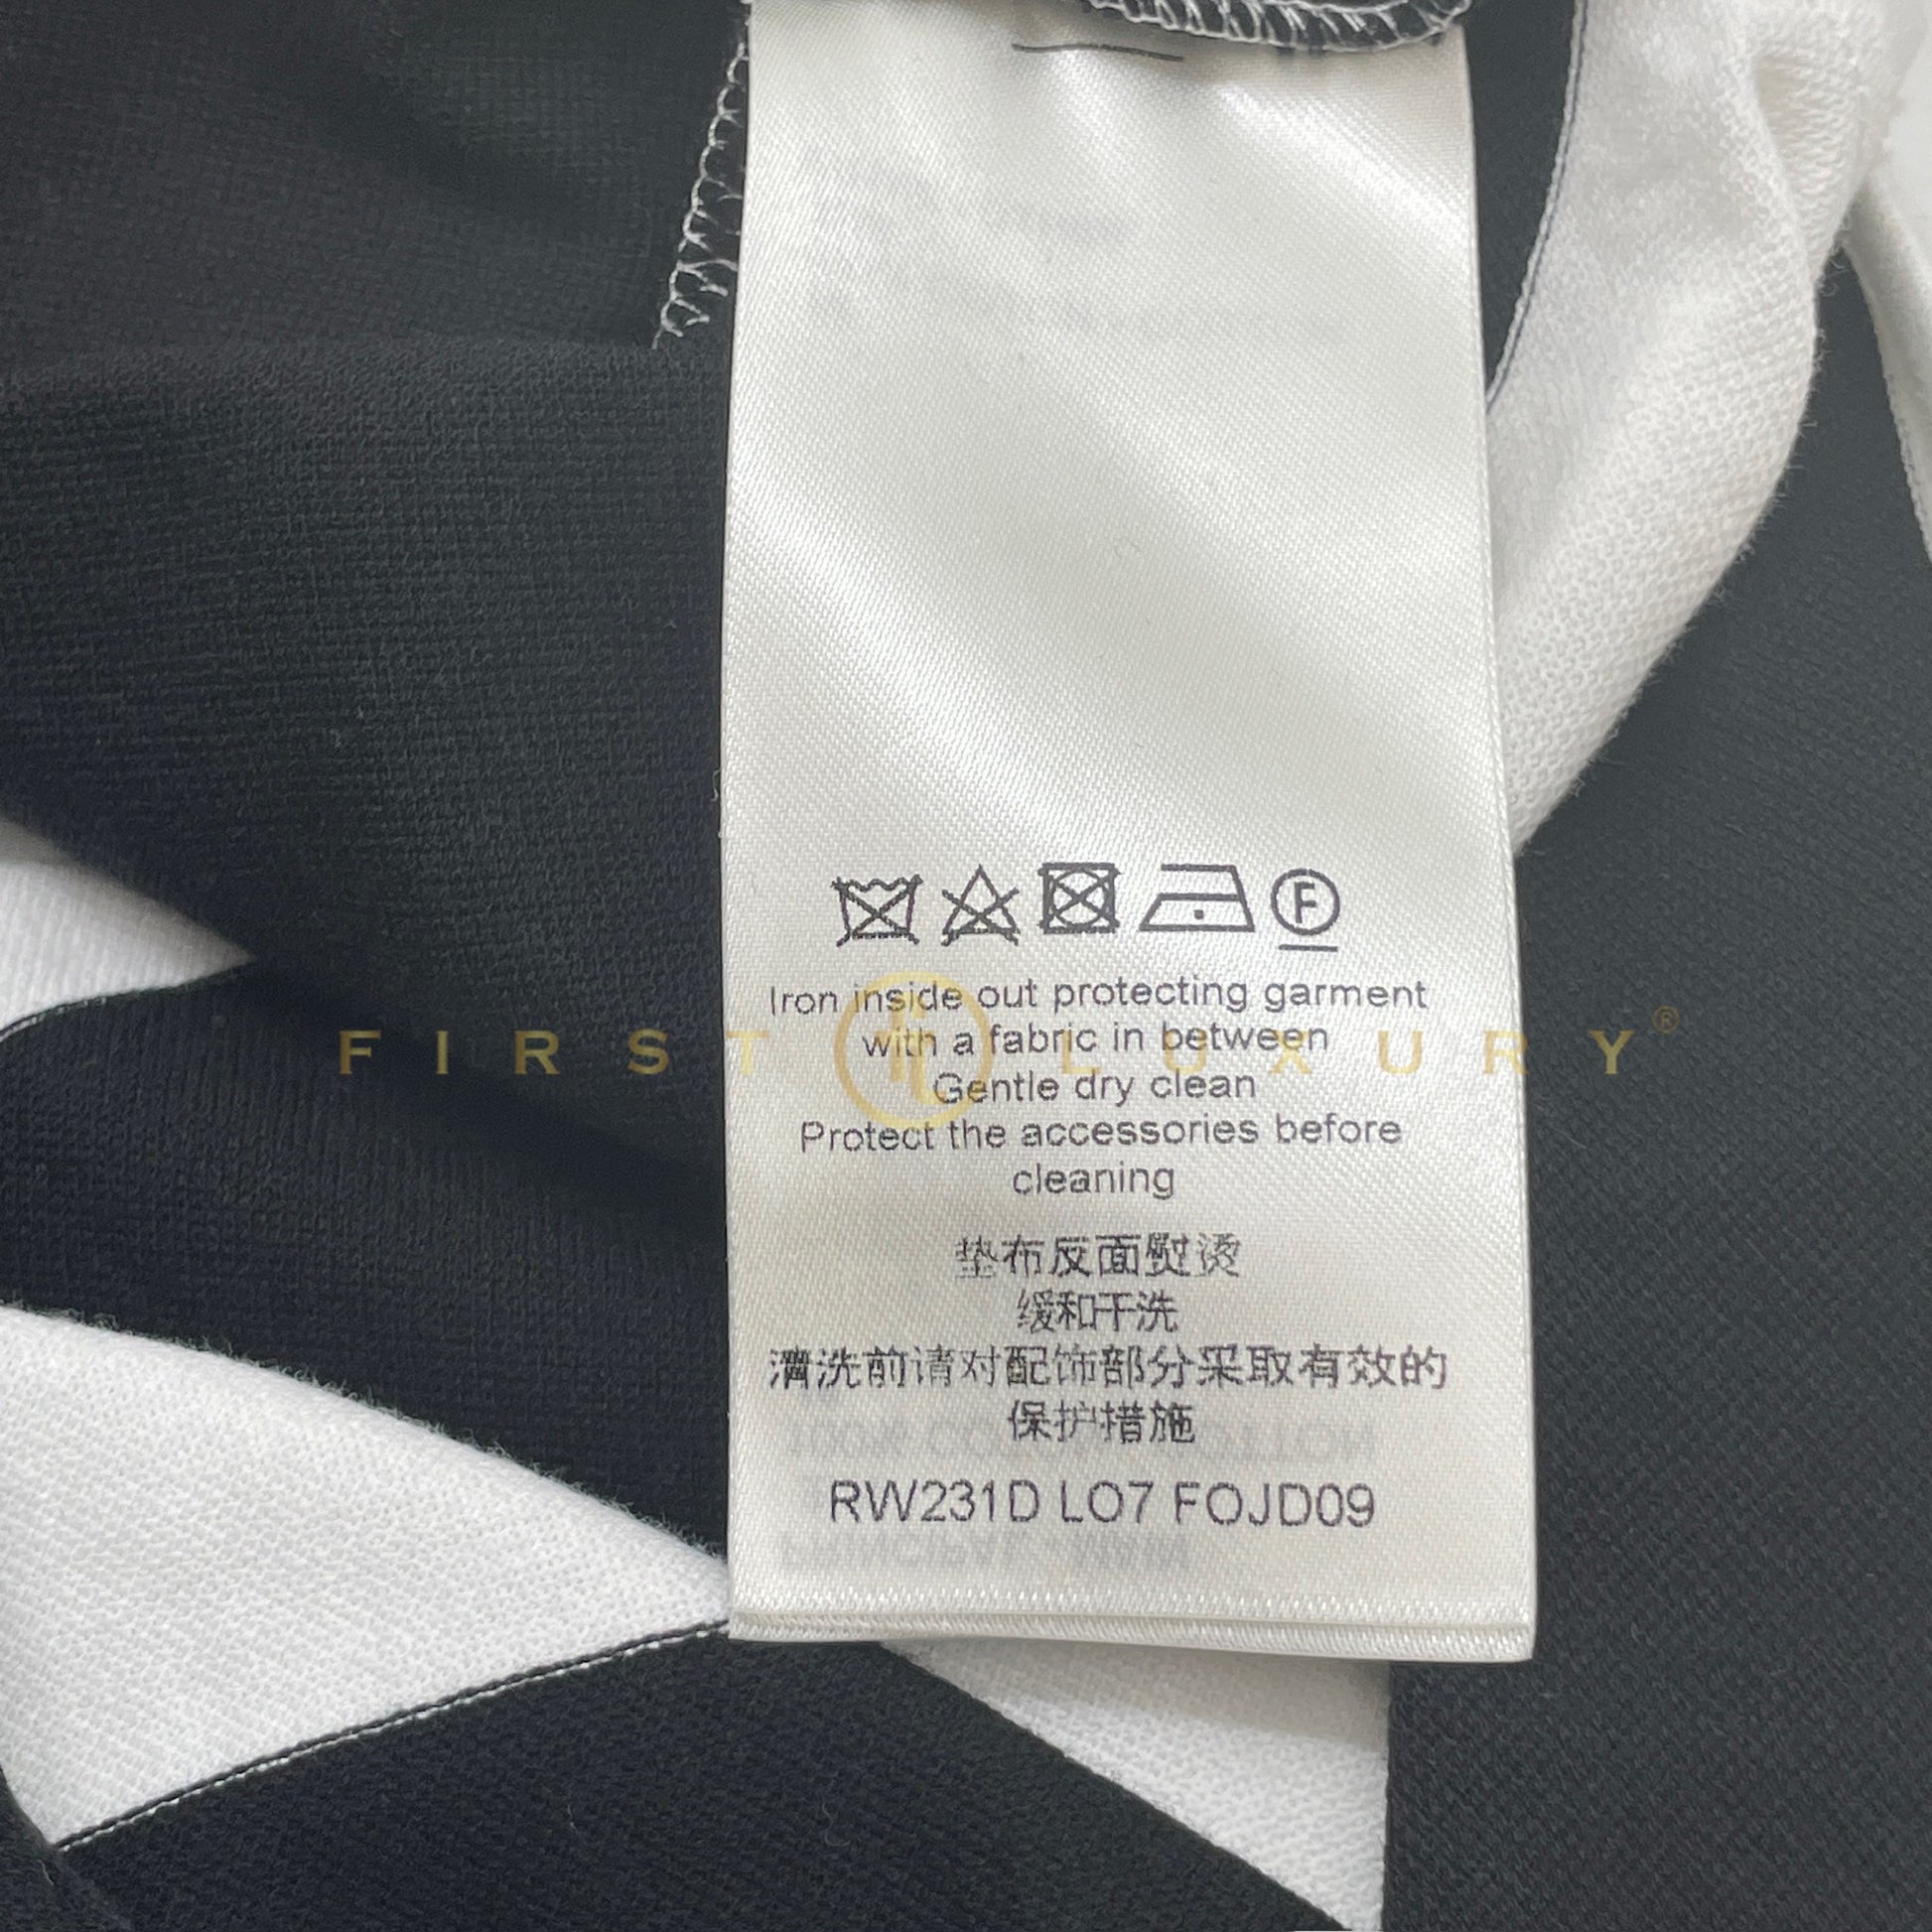 Iron inside out protecting garment
with a fabric in between
Gentle dry clean
Protect the accessories before
cleaning
垫布反面熨烫
缓和干洗
清洗前请对配饰部分采取有效的
保护措施
RW231D LO7 FOJD09
FIRST LUXURY®
F